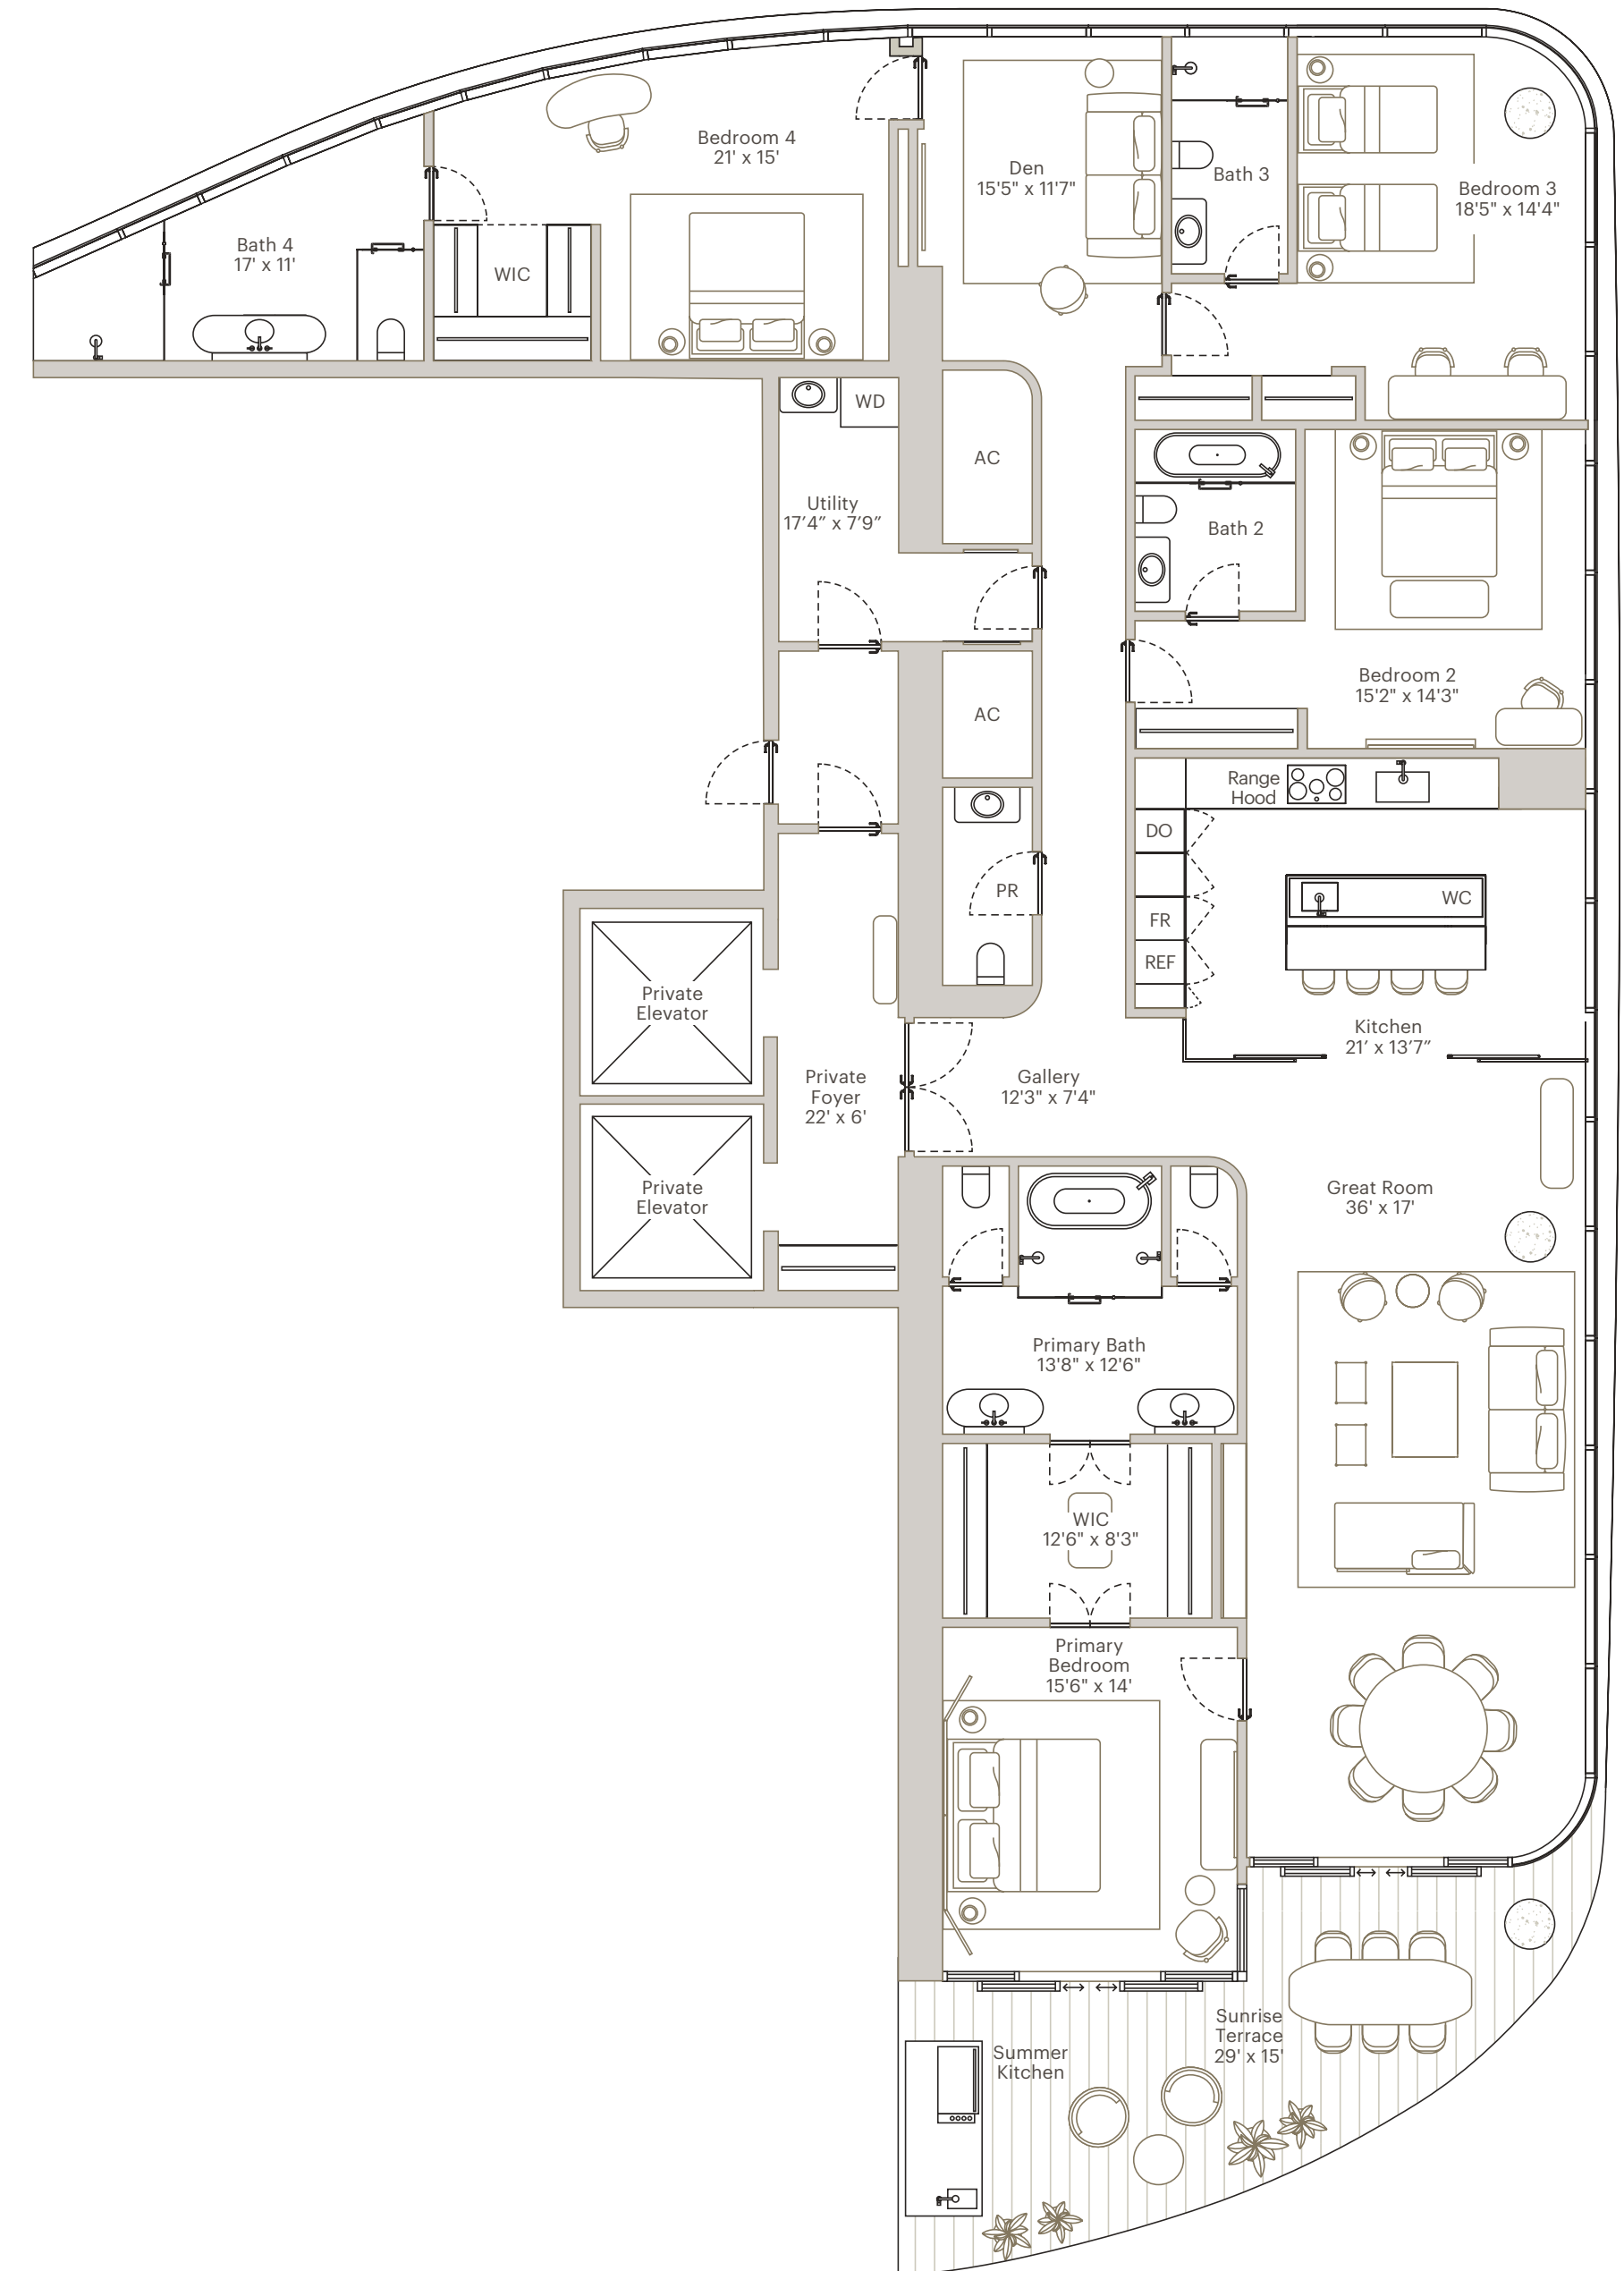 Bedroom 4
21' x 15'
Den
15'5" x 11'7"
Bath 3
Bedroom 3
18'5" x 14'4"
Bath 4
17' x 11'
WIC
WD
AC
Utility
17’4” x 7’9”
Bath 2
Bedroom 2
15'2" x 14'3"
AC
Range
Hood
DO
PR
FR
WC
REF
Private
Elevator
Kitchen
21’ x 13’7”
Private
Foyer
22' x 6'
Gallery
12'3" x 7'4"
Private
Elevator
Great Room
36' x 17'
Primary Bath
13'8" x 12'6"
WIC
12'6" x 8'3"
Primary
Bedroom
15'6" x 14'
Sunrise
Terrace
29' x 15'
Summer
Kitchen